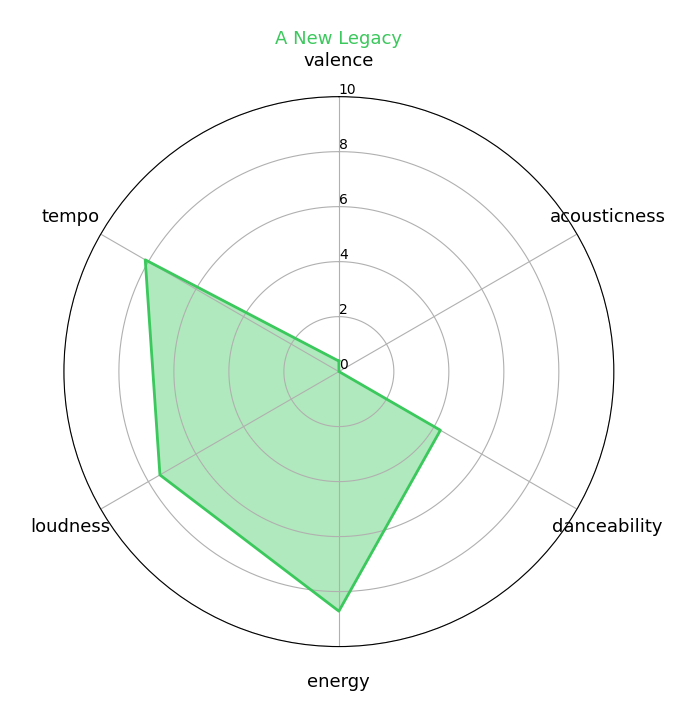 A New Legacy
valence
10
8
tempo
acousticness
6
4
2
0
loudness
danceability
energy